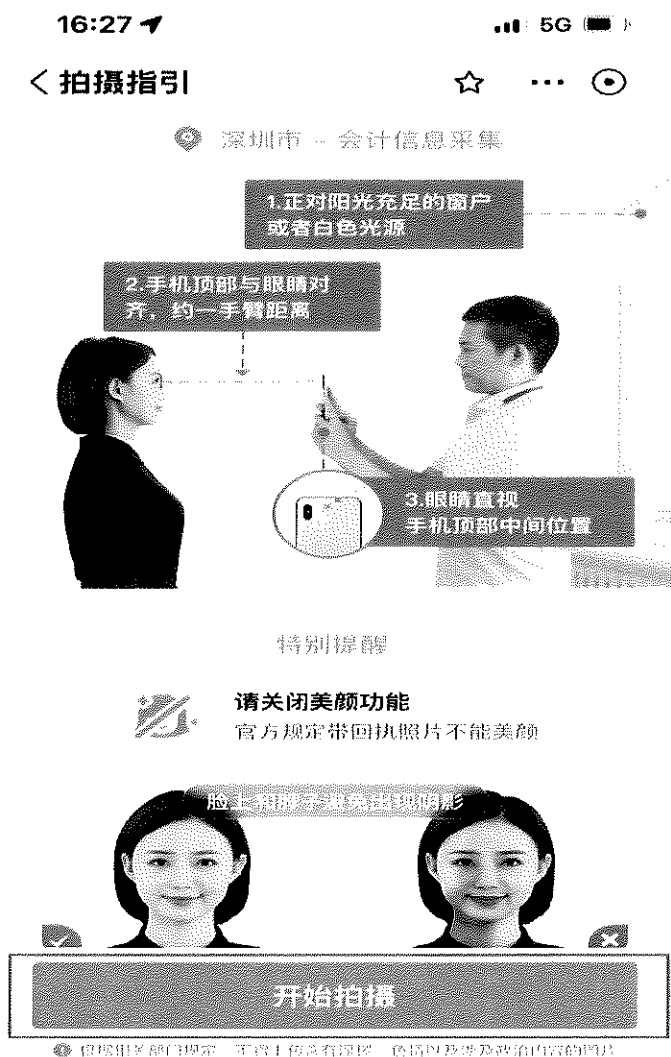 16:27
5G
拍摄指引
深圳市 - 会计信息采集
1.正对阳光充足的窗户
或者白色光源
2.手机顶部与眼睛对
齐,约一手臂距离
3.眼睛直视
手机顶部中间位置
特别提醒
请关闭美颜功能
官方规定带回执照片不能美颜
脸上和脖子避免出现阴影
开始拍摄